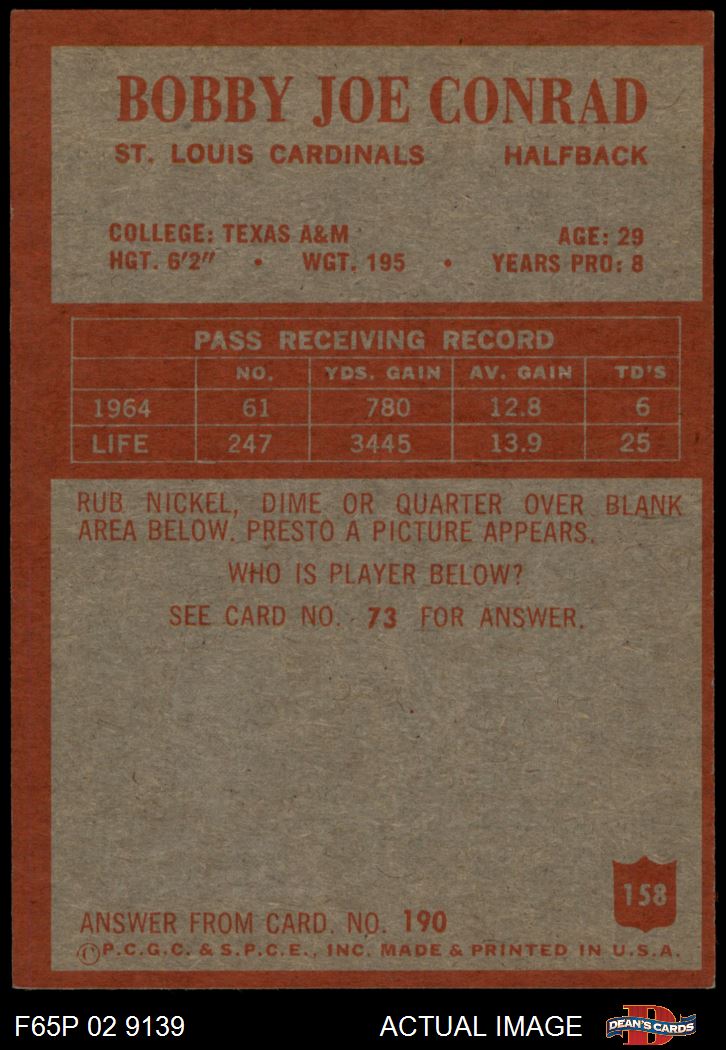 BOBBY JOE CONRAD
ST. LOUIS CARDINALS HALFBACK
COLLEGE: TEXAS A&M AGE: 29
HGT. 6'2" • WGT. 195 • YEARS PRO: 8
PASS RECEIVING RECORD
NO. YDS. GAIN AV. GAIN TD'S
1964 61 780 12.8 6
LIFE 247 3445 13.9 25
RUB NICKEL, DIME OR QUARTER OVER BLANK
AREA BELOW. PRESTO A PICTURE APPEARS.
WHO IS PLAYER BELOW?
SEE CARD NO. 73 FOR ANSWER.
158
ANSWER FROM CARD. NO. 190
©P.C.G.C. & S.P.C.E., INC. MADE & PRINTED IN U.S.A.
F65P 02 9139 ACTUAL IMAGE D DEAN'S CARDS